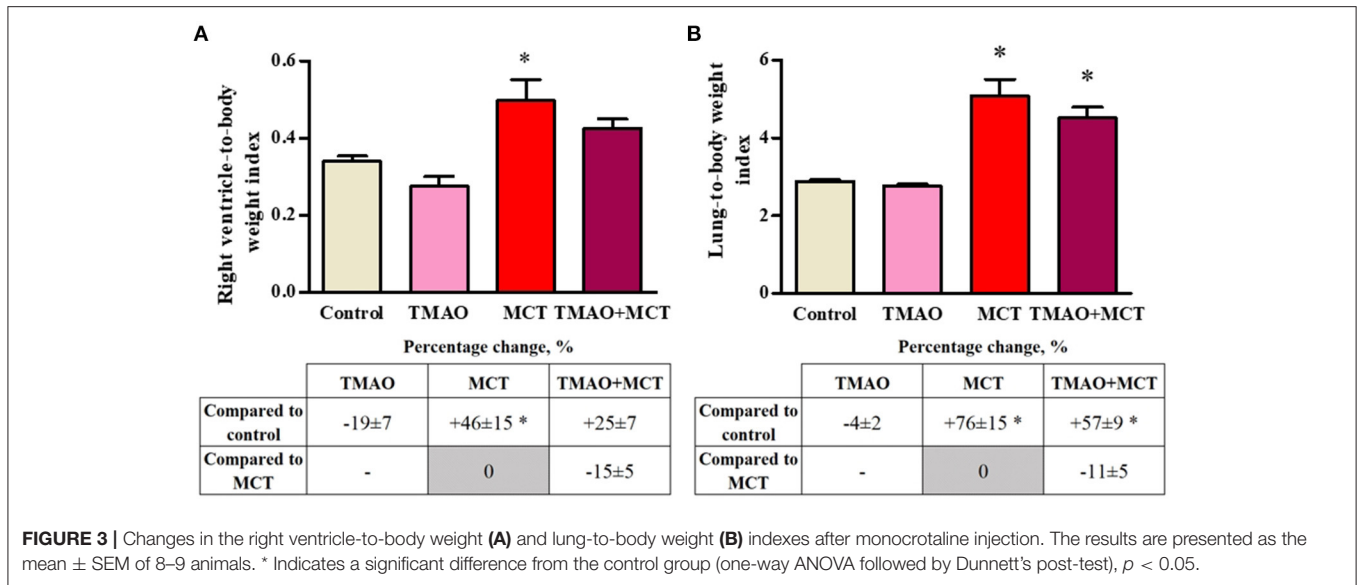 A
Right ventricle-to-body
weight index
0.6
0.4
0.2
0.0
*
Control TMAO MCT TMAO+MCT
Percentage change, %
TMAO MCT TMAO+MCT
Compared to
control
-19±7 +46±15 * +25±7
Compared to
MCT
- 0 -15±5
B
Lung-to-body weight
index
6
4
2
0
*
*
Control TMAO MCT TMAO+MCT
Percentage change, %
TMAO MCT TMAO+MCT
Compared to
control
-4±2 +76±15 * +57±9 *
Compared to
MCT
- 0 -11±5
FIGURE 3 | Changes in the right ventricle-to-body weight (A) and lung-to-body weight (B) indexes after monocrotaline injection. The results are presented as the
mean ± SEM of 8–9 animals. * Indicates a significant difference from the control group (one-way ANOVA followed by Dunnett's post-test), p < 0.05.